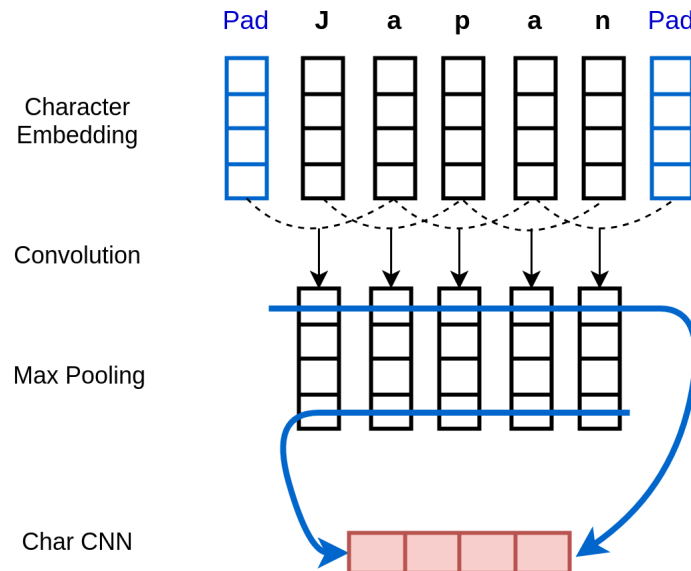 Pad J a p a n Pad
Character
Embedding
Convolution
Max Pooling
Char CNN